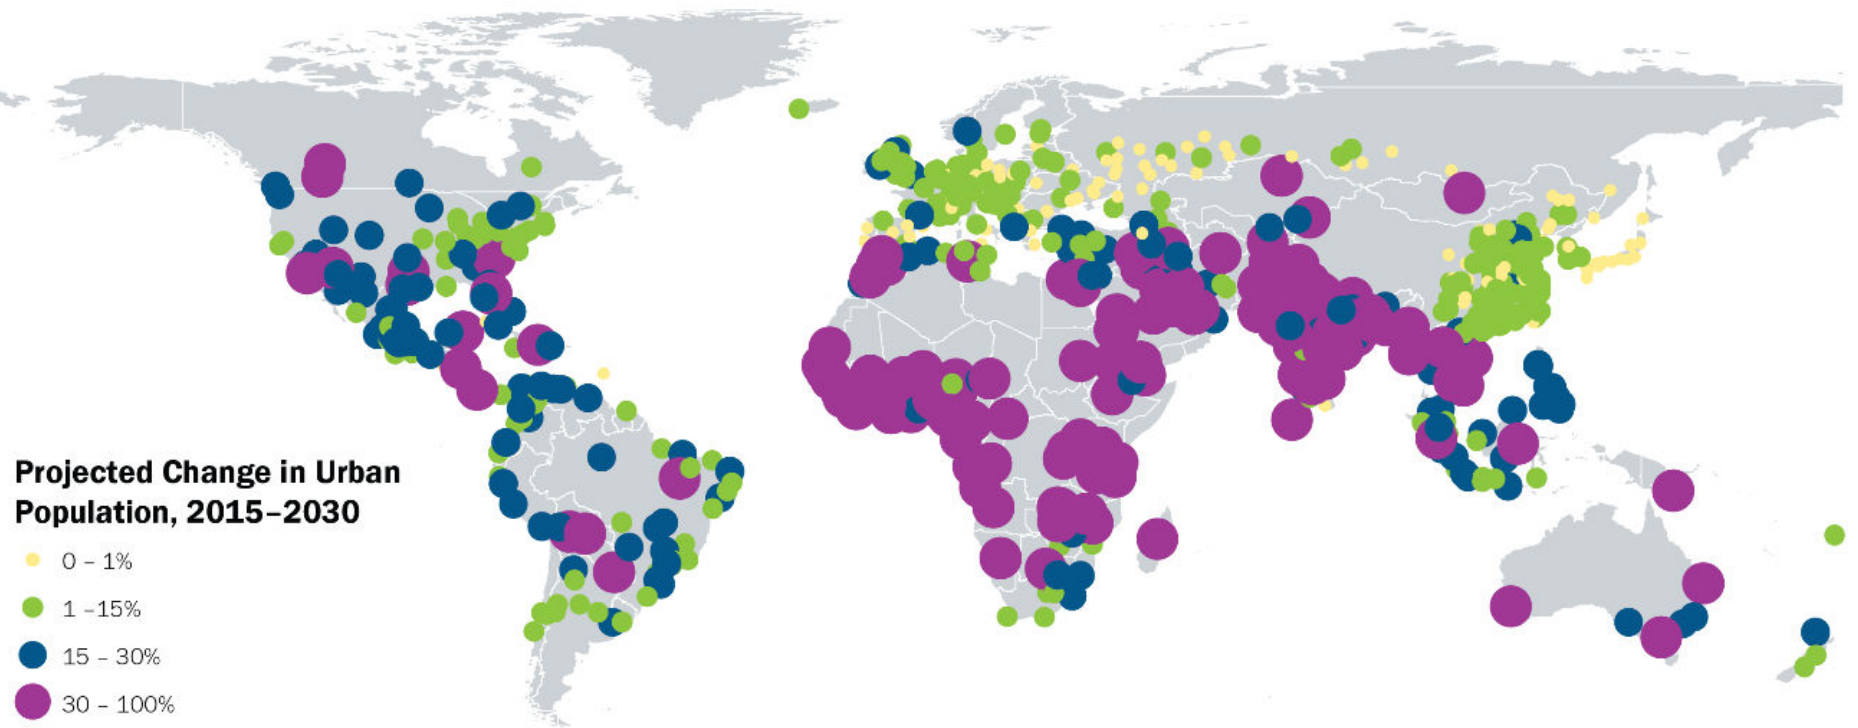 Projected Change in Urban
Population, 2015–2030
0 – 1%
1 –15%
15 – 30%
30 – 100%